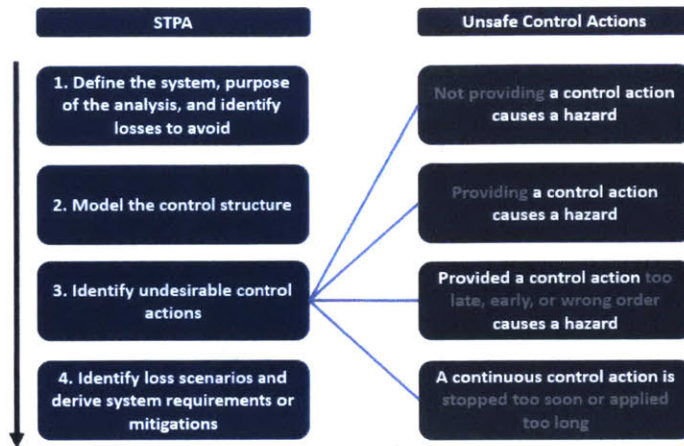 STPA
1. Define the system, purpose
of the analysis, and identify
losses to avoid
2. Model the control structure
3. Identify undesirable control
actions
4. Identify loss scenarios and
derive system requirements or
mitigations
Unsafe Control Actions
Not providing a control action
causes a hazard
Providing a control action
causes a hazard
Provided a control action too
late, early, or wrong order
causes a hazard
A continuous control action is
stopped too soon or applied
too long